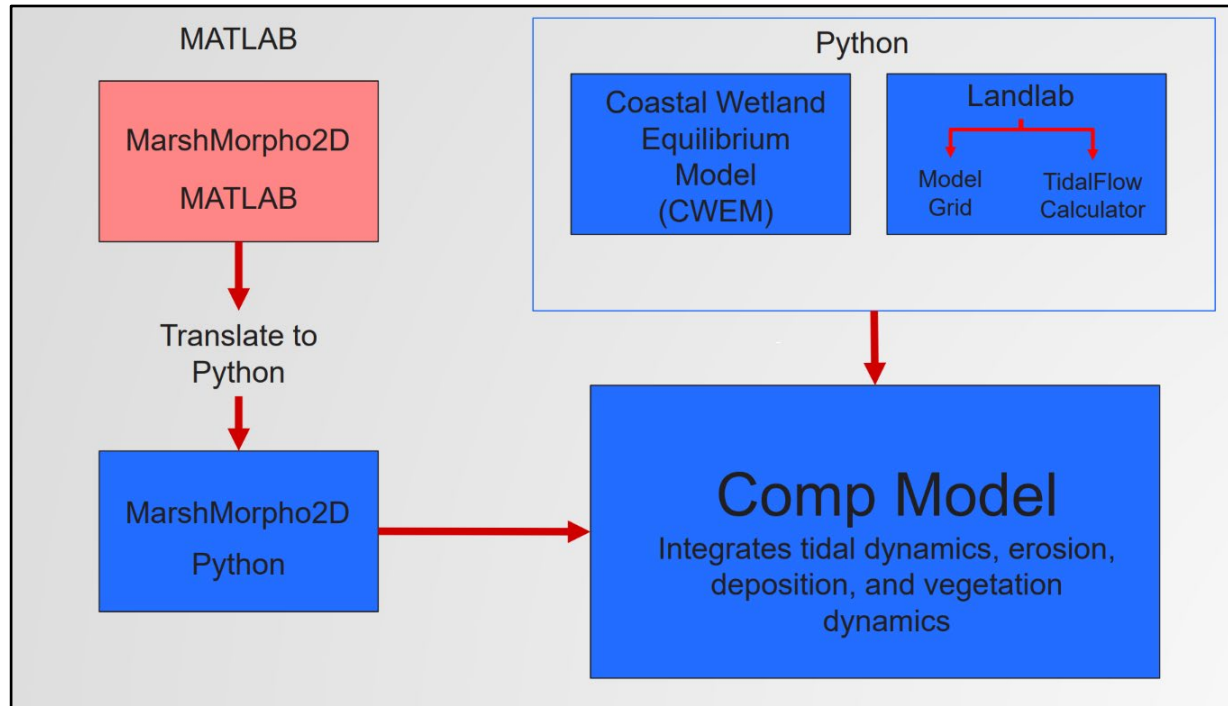 MATLAB
MarshMorpho2D
MATLAB
Translate to
Python
MarshMorpho2D
Python
Python
Coastal Wetland
Equilibrium
Model
(CWEM)
Landlab
Model
Grid
TidalFlow
Calculator
Comp Model
Integrates tidal dynamics, erosion,
deposition, and vegetation
dynamics